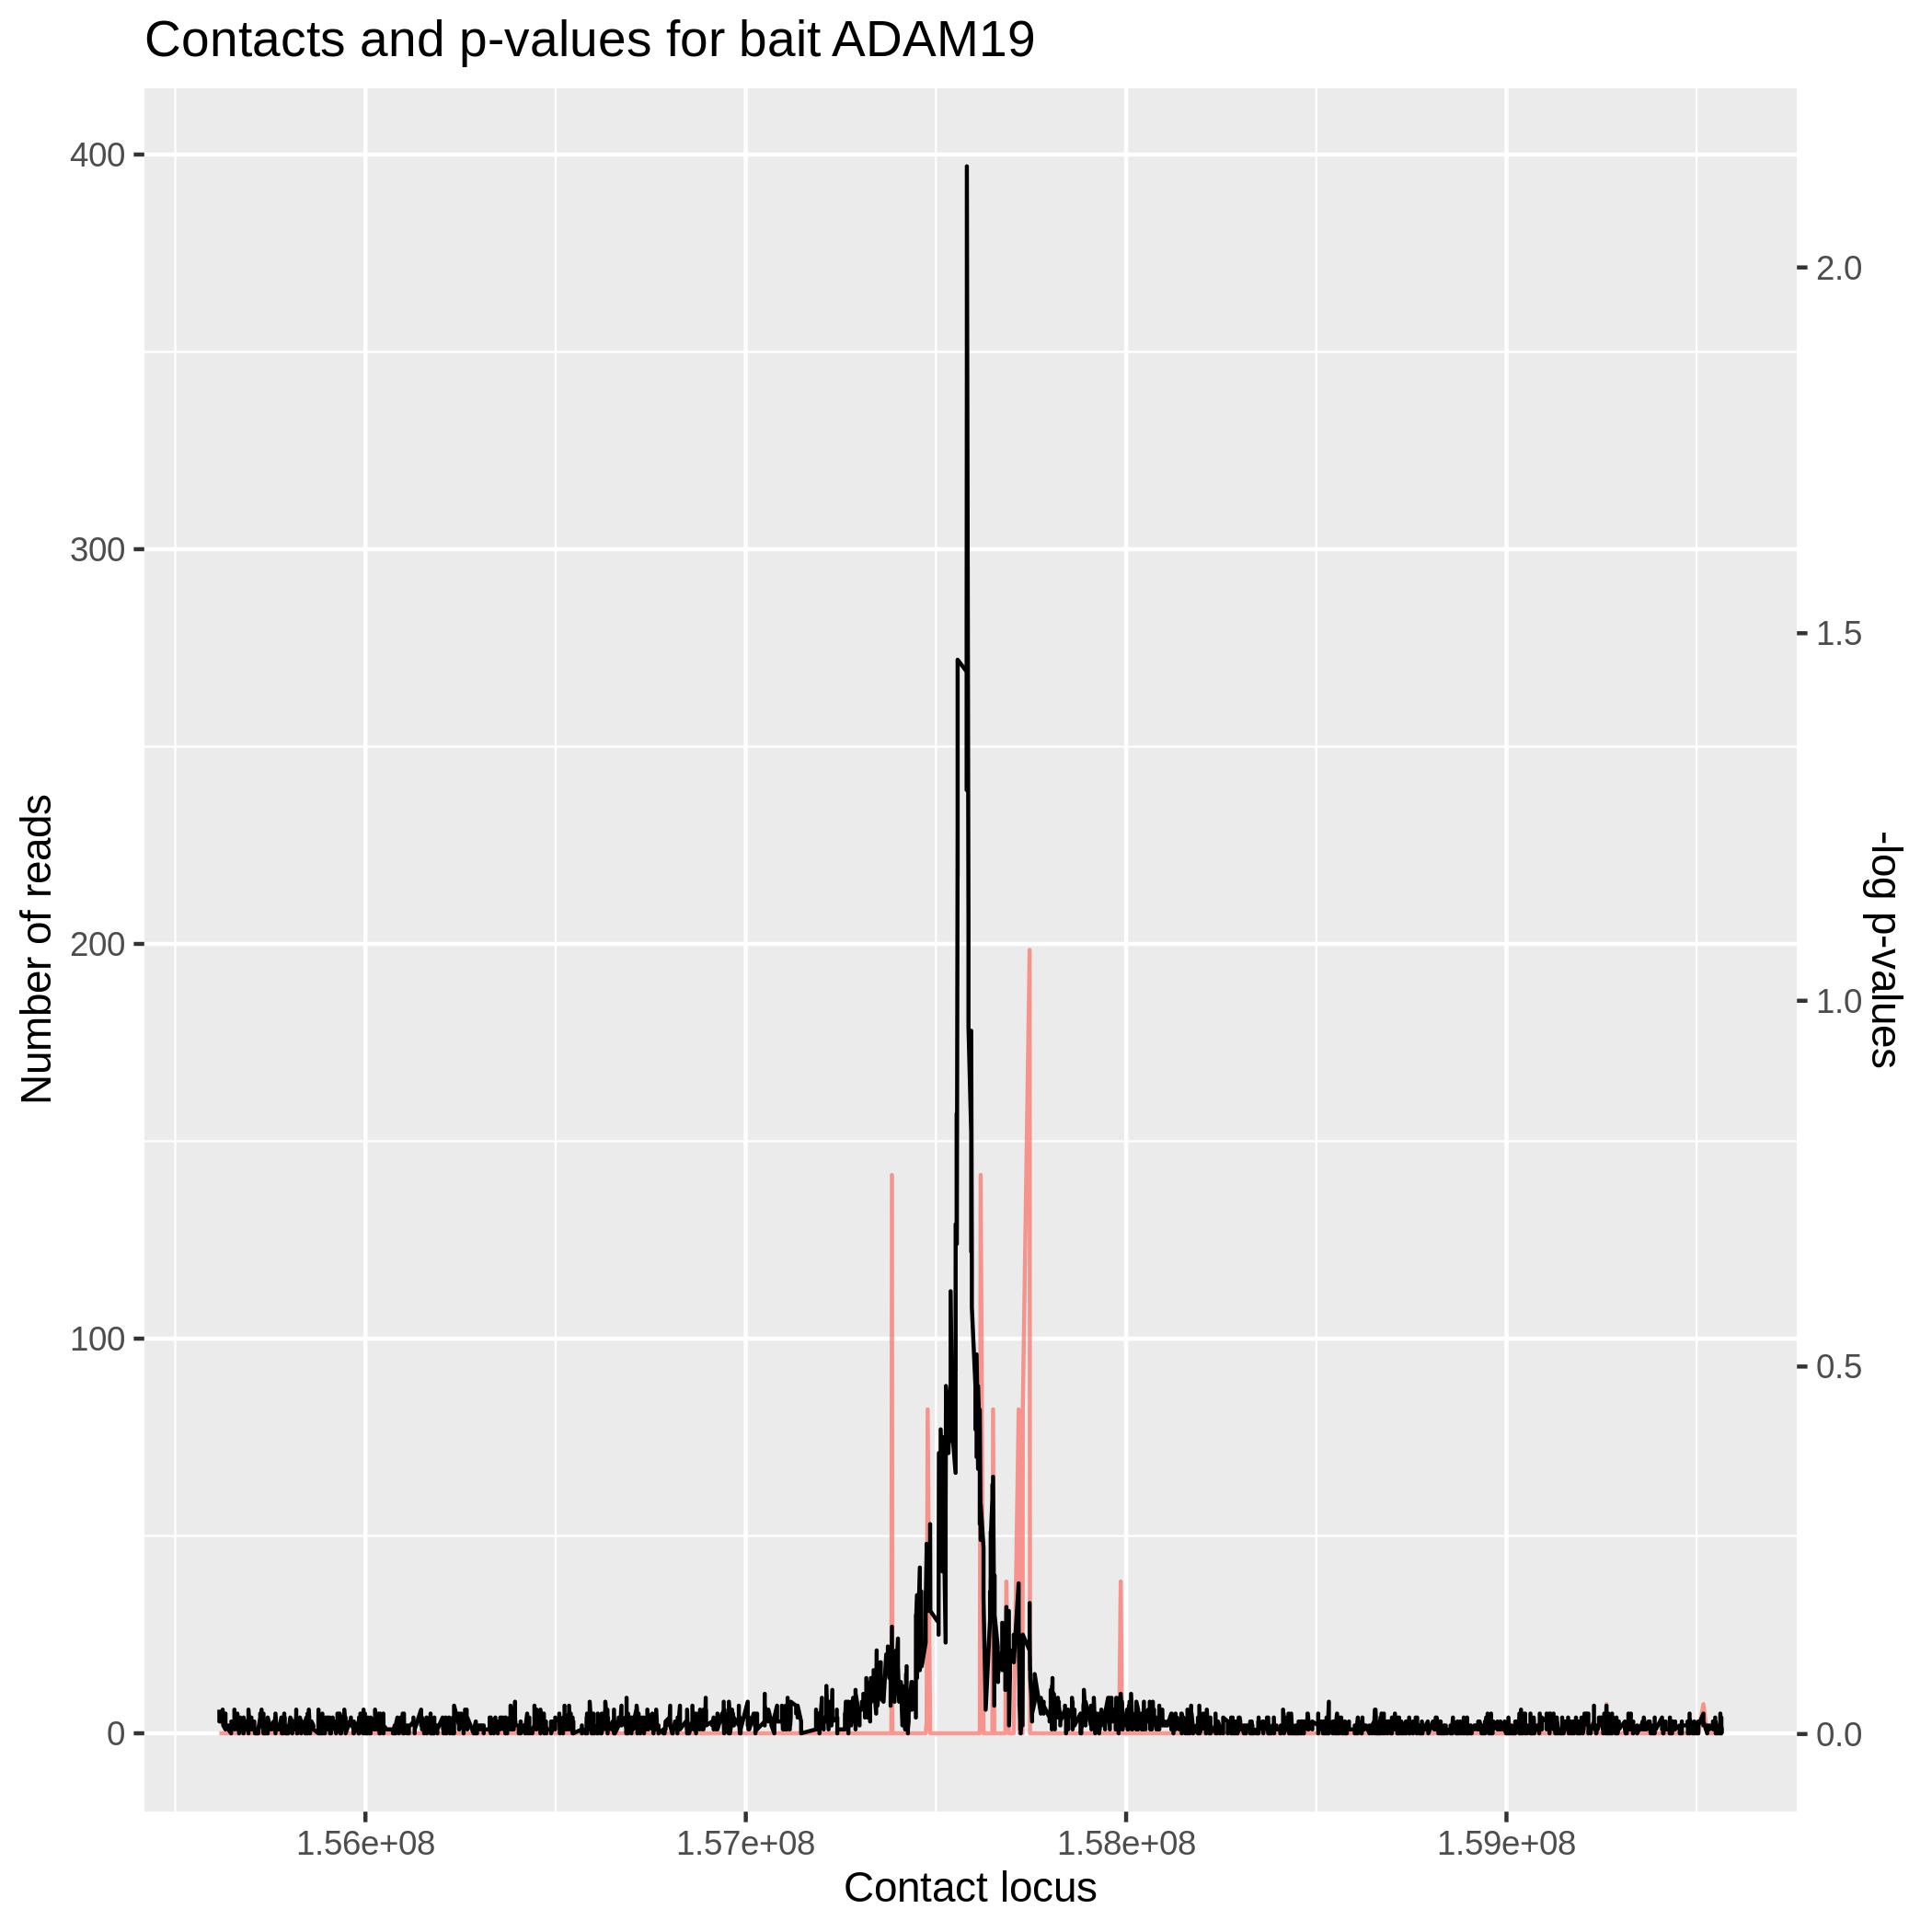 Contacts and p-values for bait ADAM19
400
300
200
100
0
Number of reads
2.0
1.5
1.0
0.5
0.0
-log p-values
1.56e+08
1.57e+08
1.58e+08
1.59e+08
Contact locus